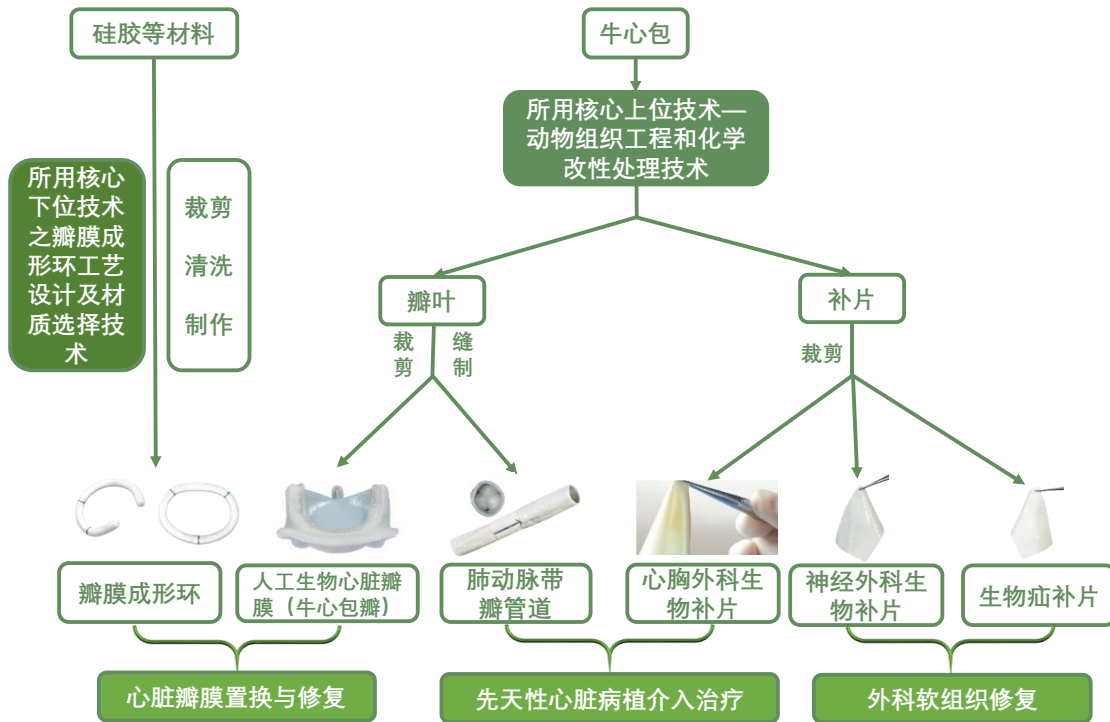 硅胶等材料
牛心包
所用核心上位技术—
动物组织工程和化学
改性处理技术
所用核心
下位技术
之瓣膜成
形环工艺
设计及材
质选择技
术
裁剪
清洗
制作
瓣叶
补片
裁
剪
缝
制
裁剪
瓣膜成形环
人工生物心脏瓣
膜（牛心包瓣）
肺动脉带
瓣管道
心胸外科生
物补片
神经外科生
物补片
生物疝补片
心脏瓣膜置换与修复
先天性心脏病植介入治疗
外科软组织修复